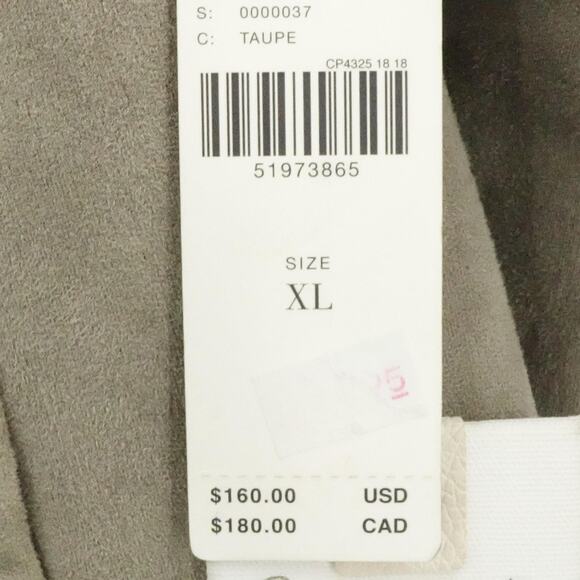 S: 0000037
C: TAUPE
CP4325 18 18
51973865
SIZE
XL
$160.00 USD
$180.00 CAD